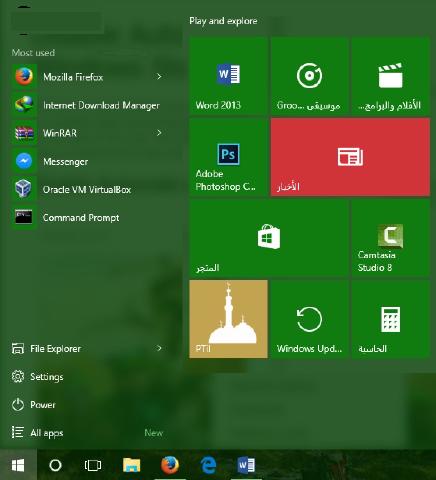 Play and explore
Most used
Mozilla Firefox
Internet Download Manager
WinRAR
Messenger
Oracle VM VirtualBox
Command Prompt
File Explorer
Settings
Power
All apps New
Word 2013
Groo... موسيقى
الأفلام والبرامج...
Adobe
Photoshop C...
الأخبار
المتجر
Camtasia
Studio 8
PTII
Windows Upd...
الحاسبة